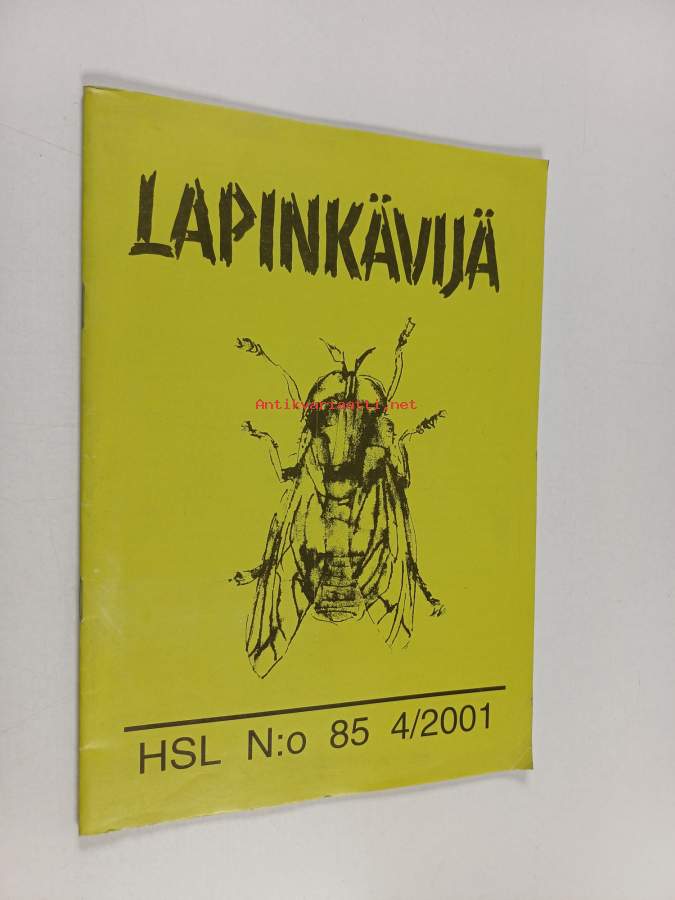 LAPINKÄVIJÄ
Antikvariaatti.net
HSL N:o 85 4/2001